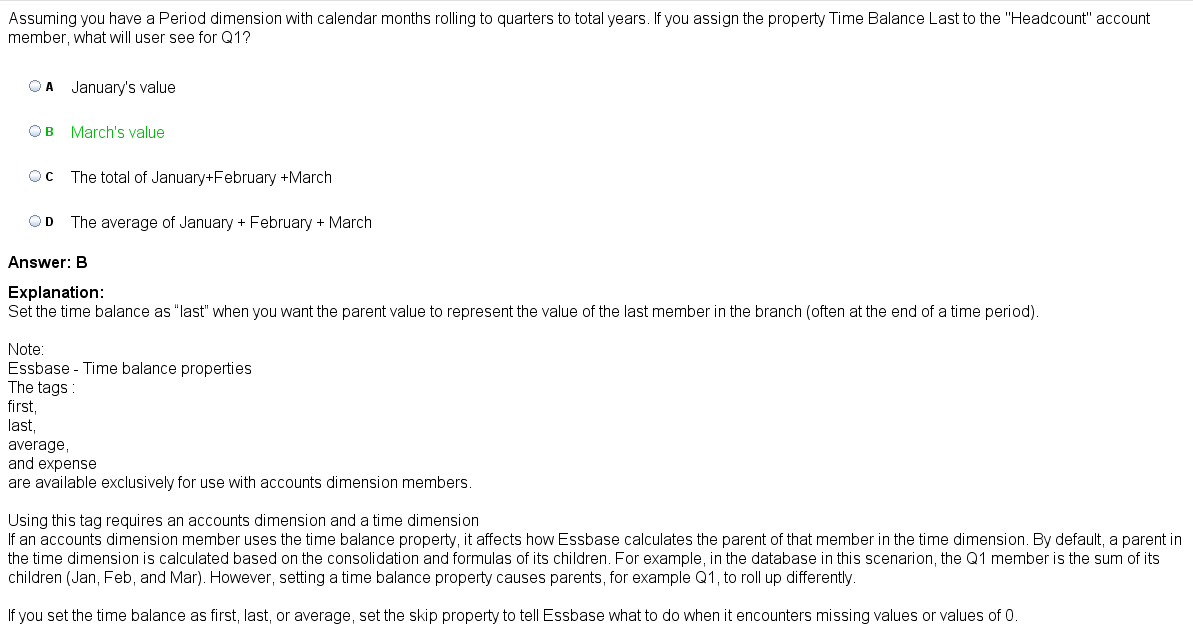 Assuming you have a Period dimension with calendar months rolling to quarters to total years. If you assign the property Time Balance Last to the "Headcount" account
member, what will user see for Q1?
A January's value
B March's value
C The total of January+February +March
D The average of January + February + March
Answer: B
Explanation:
Set the time balance as “last” when you want the parent value to represent the value of the last member in the branch (often at the end of a time period).
Note:
Essbase - Time balance properties
The tags :
first,
last,
average,
and expense
are available exclusively for use with accounts dimension members.
Using this tag requires an accounts dimension and a time dimension
If an accounts dimension member uses the time balance property, it affects how Essbase calculates the parent of that member in the time dimension. By default, a parent in
the time dimension is calculated based on the consolidation and formulas of its children. For example, in the database in this scenarion, the Q1 member is the sum of its
children (Jan, Feb, and Mar). However, setting a time balance property causes parents, for example Q1, to roll up differently.
If you set the time balance as first, last, or average, set the skip property to tell Essbase what to do when it encounters missing values or values of 0.